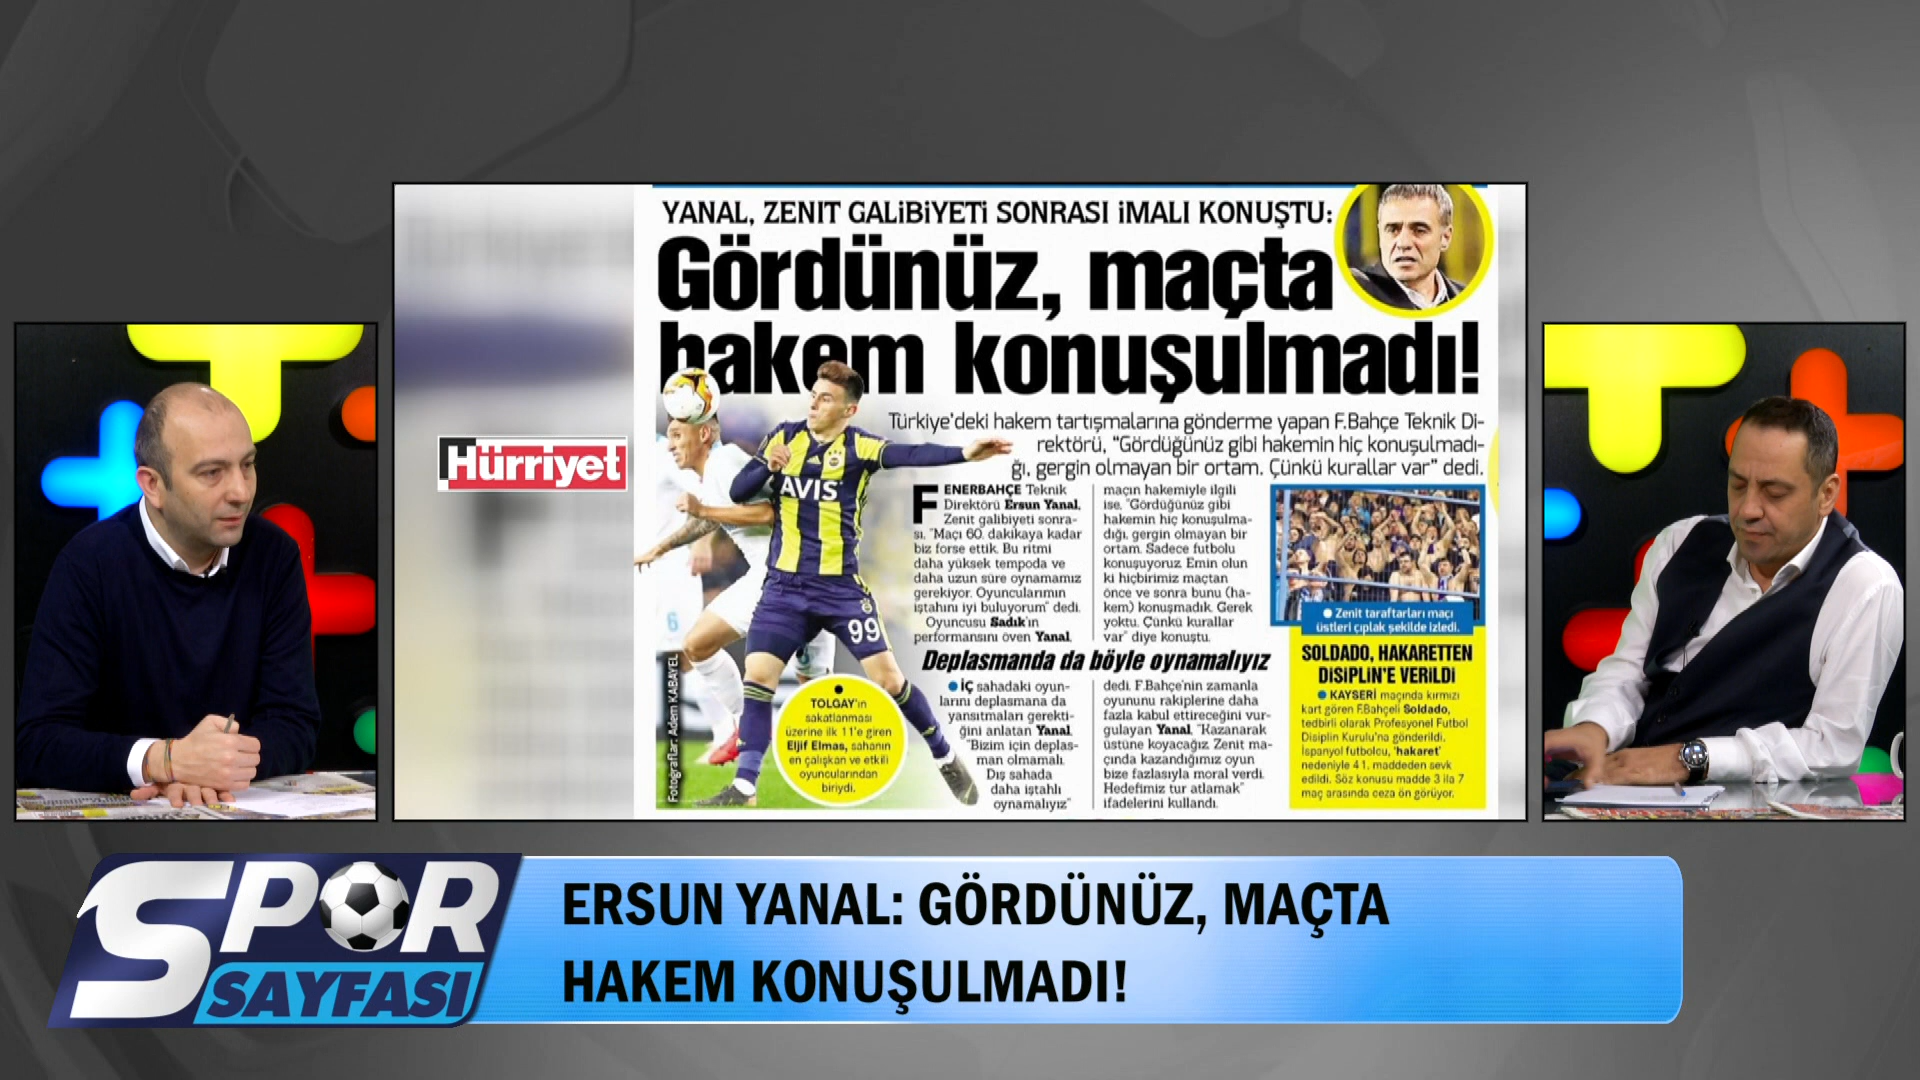 YANAL, ZENIT GALiBiYETi SONRASI iMALI KONUŞTU:
Gördünüz, maçta
hakem konuşulmadı!
Türkiye'deki hakem tartışmalarına gönderme yapan F.Bahçe Teknik Di-
rektörü, "Gördüğünüz gibi hakemin hiç konuşulmadı-
ğı, gergin olmayan bir ortam. Çünkü kurallar var" dedi.
Hürriyet
FENERBAHÇE Teknik
Direktörü Ersun Yanal,
Zenit galibiyeti sonra-
sı, "Maçı 60. dakikaya kadar
biz forse ettik. Bu ritmi
daha yüksek tempoda ve
daha uzun süre oynamamız
gerekiyor. Oyuncularımın
iştahını iyi buluyorum" dedi.
Oyuncusu Sadık'ın
performansını öven Yanal,
maçın hakemiyle ilgili
ise, "Gördüğünüz gibi
hakemin hiç konuşulma-
dığı, gergin olmayan bir
ortam. Sadece futbolu
konuşuyoruz. Emin olun
ki hiçbirimiz maçtan
önce ve sonra bunu (ha-
kem) konuşmadık. Gerek
yoktu. Çünkü kurallar
var" diye konuştu.
Deplasmanda da böyle oynamalıyız
● İÇ sahadaki oyun-
larını deplasmana da
yansıtmaları gerekti-
ğini anlatan Yanal,
"Bizim için deplas-
man olmamalı.
Dış sahada
daha iştahlı
oynamalıyız"
dedi. F.Bahçe'nin zamanla
oyununu rakiplerine daha
fazla kabul ettireceğini vur-
gulayan Yanal, "Kazanarak
üstüne koyacağız. Zenit ma-
çında kazandığımız oyun
bize fazlasıyla moral verdi.
Hedefimiz tur atlamak"
ifadelerini kullandı.
● Zenit taraftarları maçı
üstleri çıplak şekilde izledi.
SOLDADO, HAKARETTEN
DISIPLIN'E VERILDI
● KAYSERİ maçında kırmızı
kart gören F.Bahçeli Soldado,
tedbirli olarak Profesyonel Futbol
Disiplin Kurulu'na gönderildi.
İspanyol futbolcu, 'hakaret'
nedeniyle 41. maddeden sevk
edildi. Söz konusu madde 3 ila 7
maç arasında ceza ön görüyor.
AVIS
99
6
Fotoğraflar: Adem KABAYEL
●
TOLGAY'ın
sakatlanması
üzerine ilk 11'e giren
Eljif Elmas, sahanın
en çalışkan ve etkili
oyuncularından
biriydi.
SPOR
SAYFASI
ERSUN YANAL: GÖRDÜNÜZ, MAÇTA
HAKEM KONUŞULMADI!